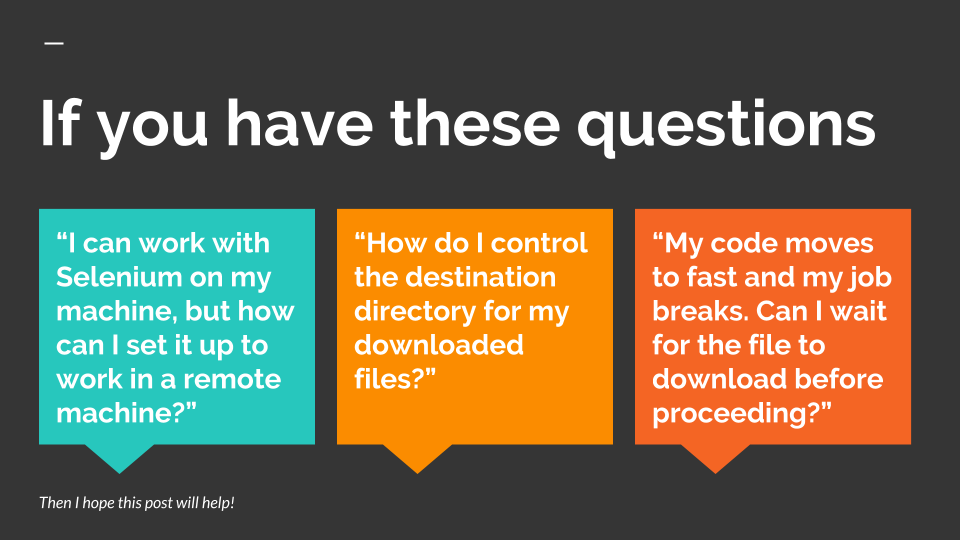 If you have these questions
“I can work with
Selenium on my
machine, but how
can I set it up to
work in a remote
machine?”
“How do I control
the destination
directory for my
downloaded
files?”
“My code moves
to fast and my job
breaks. Can I wait
for the file to
download before
proceeding?”
Then I hope this post will help!